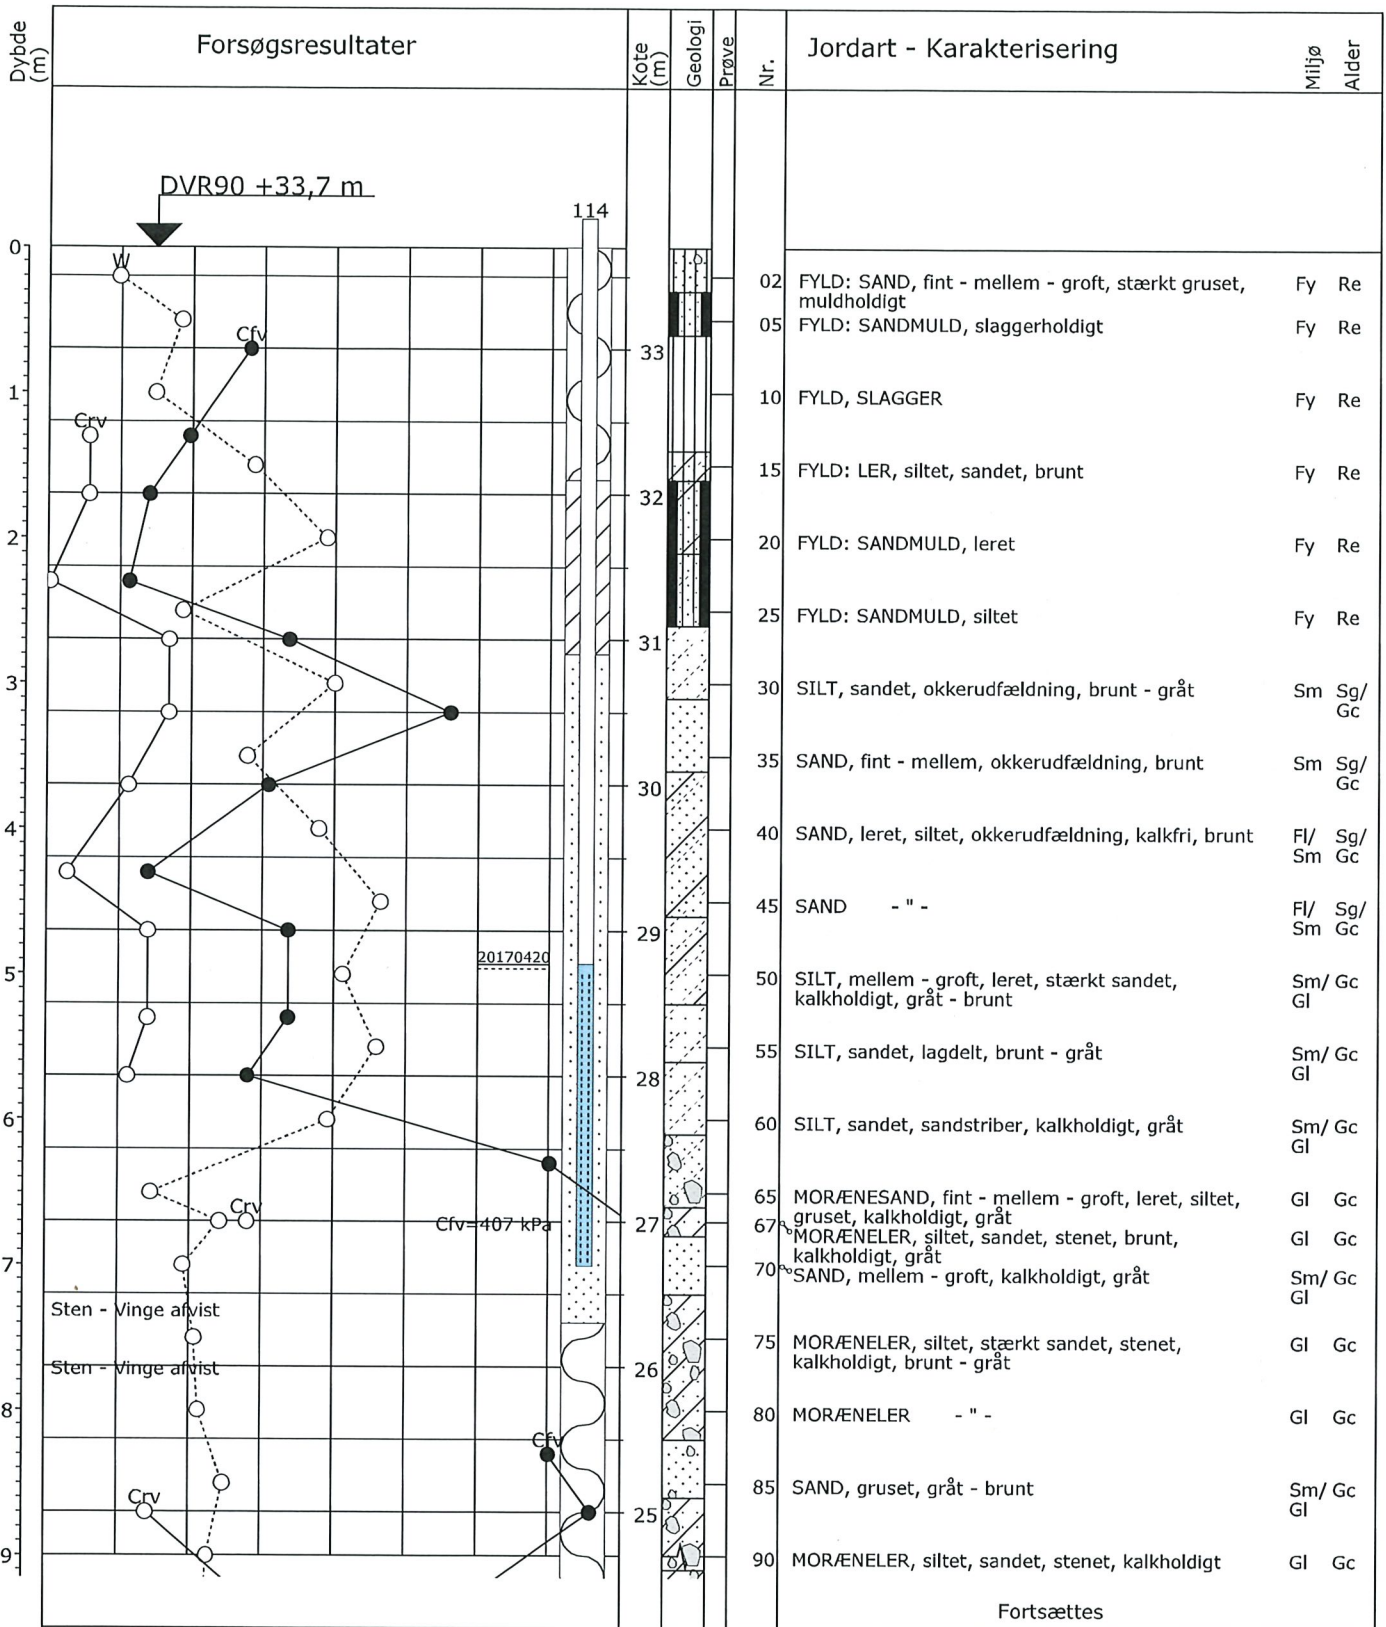 Dybde (m)
Forsøgsresultater
Kote (m)
Geologi
Prøve
Nr.
Jordart - Karakterisering
Miljø
Alder
DVR90 +33,7 m
114
0
W
02 FYLD: SAND, fint - mellem - groft, stærkt gruset, Fy Re
muldholdigt
05 FYLD: SANDMULD, slaggerholdigt Fy Re
Cfv
33
1
10 FYLD, SLAGGER Fy Re
Crv
15 FYLD: LER, siltet, sandet, brunt Fy Re
32
2
20 FYLD: SANDMULD, leret Fy Re
25 FYLD: SANDMULD, siltet Fy Re
31
3
30 SILT, sandet, okkerudfældning, brunt - gråt Sm Sg/
Gc
35 SAND, fint - mellem, okkerudfældning, brunt Sm Sg/
Gc
30
4
40 SAND, leret, siltet, okkerudfældning, kalkfri, brunt Fl/ Sg/
Sm Gc
45 SAND - " - Fl/ Sg/
Sm Gc
29
20170420
5
50 SILT, mellem - groft, leret, stærkt sandet, Sm/ Gc
kalkholdigt, gråt - brunt Gl
55 SILT, sandet, lagdelt, brunt - gråt Sm/ Gc
Gl
28
6
60 SILT, sandet, sandstriber, kalkholdigt, gråt Sm/ Gc
Gl
65 MORÆNESAND, fint - mellem - groft, leret, siltet, Gl Gc
gruset, kalkholdigt, gråt
Crv
Cfv=407 kPa
27
67 MORÆNELER, siltet, sandet, stenet, brunt, Gl Gc
kalkholdigt, gråt
7
70 SAND, mellem - groft, kalkholdigt, gråt Sm/ Gc
Gl
Sten - Vinge afvist
75 MORÆNELER, siltet, stærkt sandet, stenet, Gl Gc
kalkholdigt, brunt - gråt
Sten - Vinge afvist
26
8
80 MORÆNELER - " - Gl Gc
Cfv
85 SAND, gruset, gråt - brunt Sm/ Gc
Gl
Crv
25
9
90 MORÆNELER, siltet, sandet, stenet, kalkholdigt Gl Gc
Fortsættes